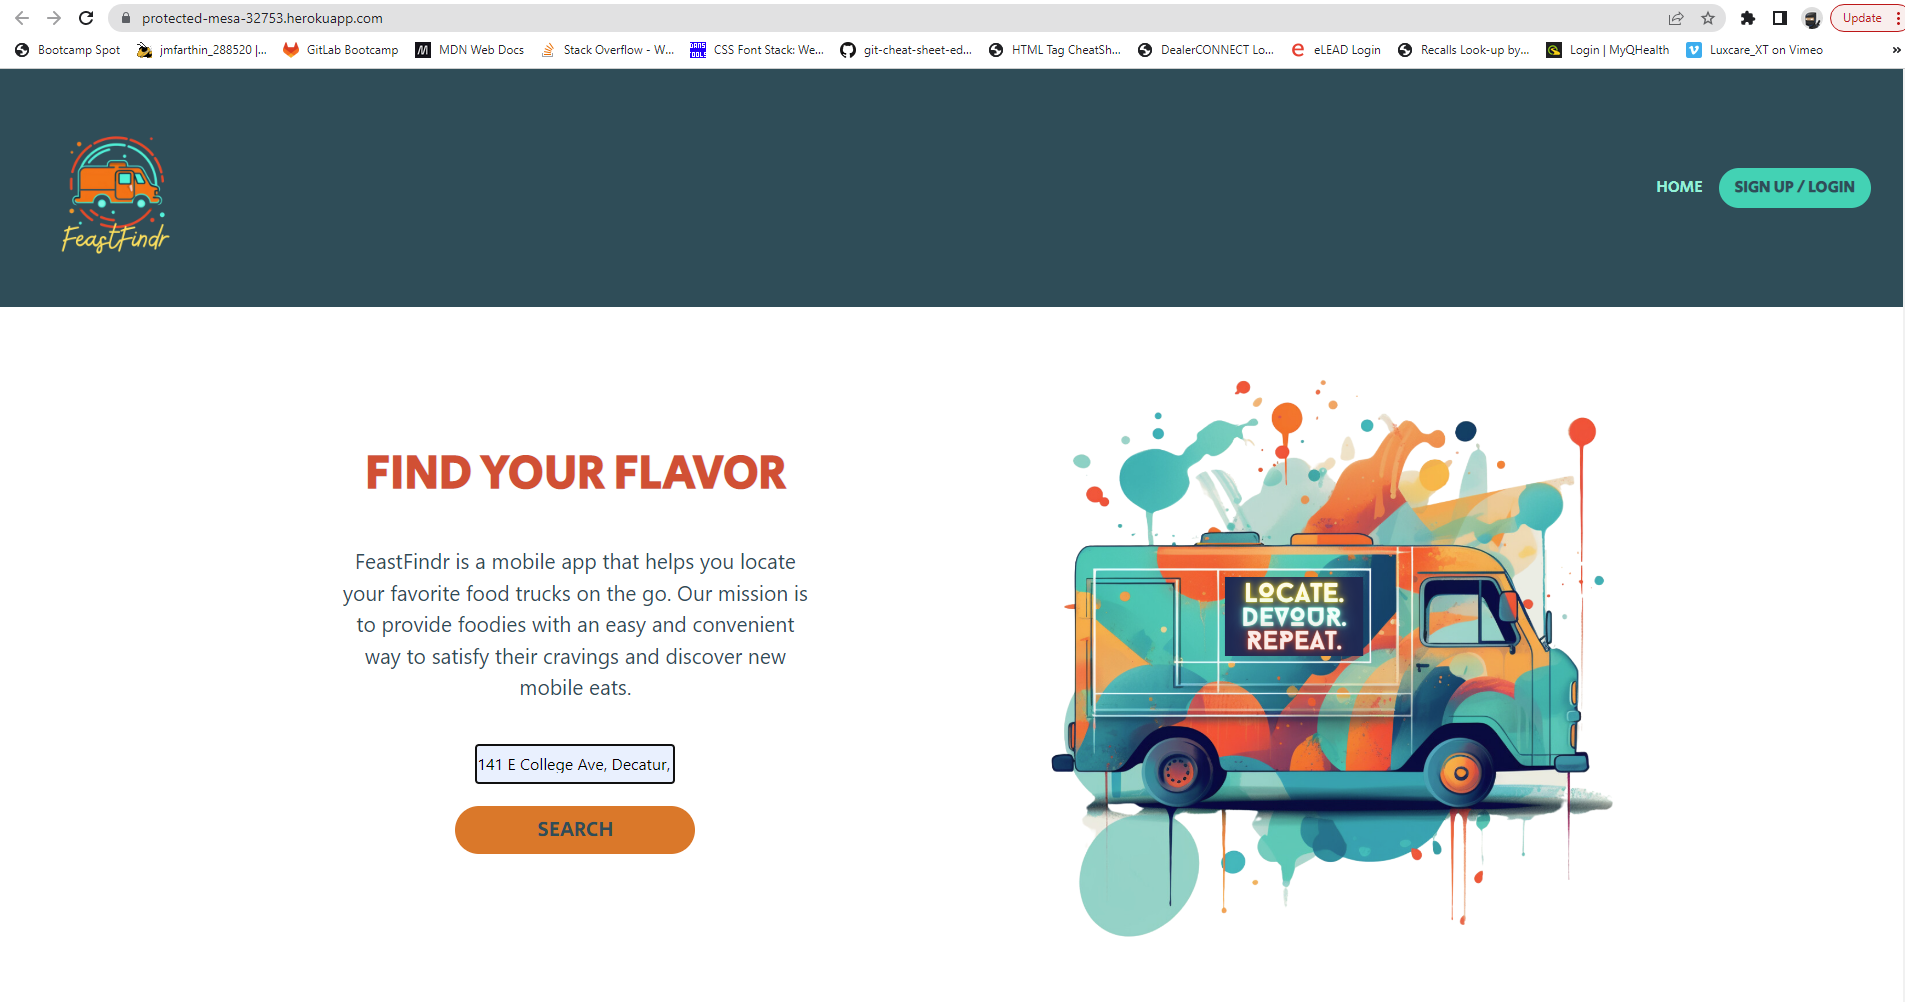 protected-mesa-32753.herokuapp.com
Update
Bootcamp Spot
jmfarthin_288520 |...
GitLab Bootcamp
MDN Web Docs
Stack Overflow - W...
CSS Font Stack: We...
git-cheat-sheet-ed...
HTML Tag CheatSh...
DealerCONNECT Lo...
eLEAD Login
Recalls Look-up by...
Login | MyQHealth
Luxcare_XT on Vimeo
»
FeastFindr
HOME
SIGN UP / LOGIN
FIND YOUR FLAVOR
FeastFindr is a mobile app that helps you locate
your favorite food trucks on the go. Our mission is
to provide foodies with an easy and convenient
way to satisfy their cravings and discover new
mobile eats.
141 E College Ave, Decatur,
SEARCH
LOCATE.
DEVOUR.
REPEAT.